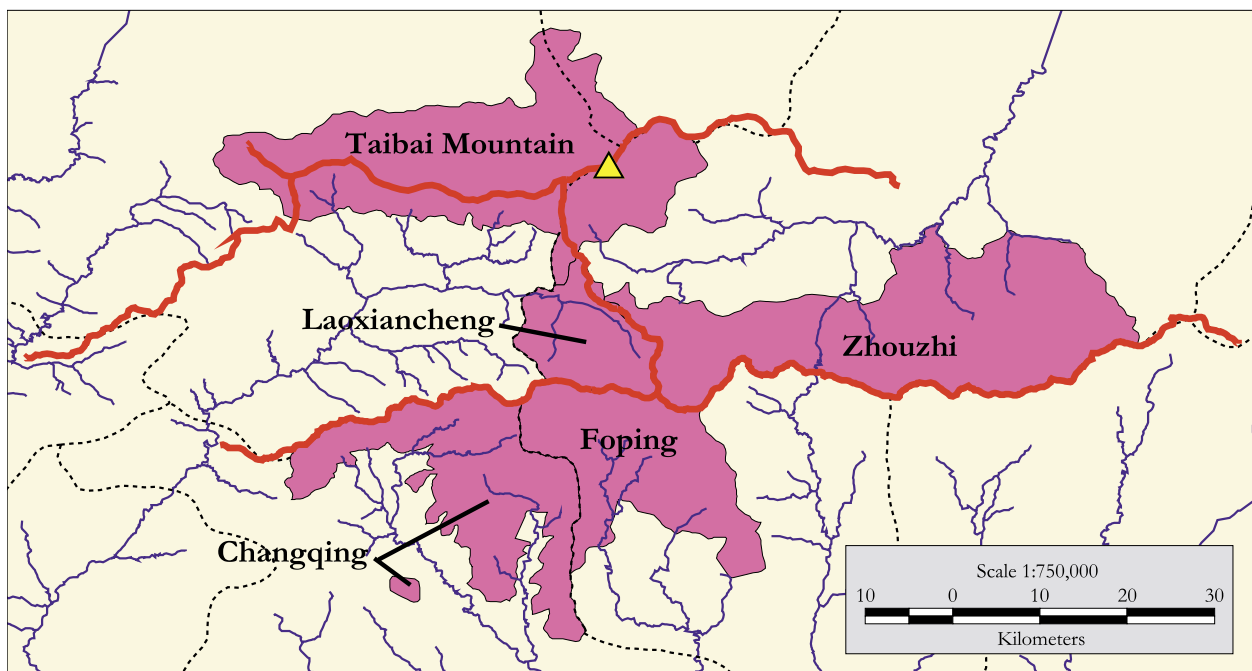 Taibai Mountain
Laoxiancheng
Zhouzhi
Foping
Changqing
Scale 1:750,000
10 0 10 20 30
Kilometers